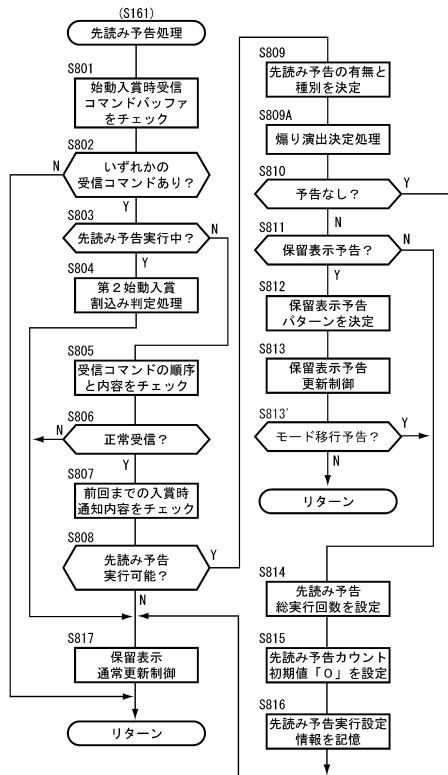 (S161)
先読み予告処理
S801
始動入賞時受信
コマンドバッファ
をチェック
S802
いずれかの
受信コマンドあり？
N
Y
S803
先読み予告実行中？
N
Y
S804
第２始動入賞
割込み判定処理
S805
受信コマンドの順序
と内容をチェック
S806
正常受信？
N
Y
S807
前回までの入賞時
通知内容をチェック
S808
先読み予告
実行可能？
Y
N
S817
保留表示
通常更新制御
リターン
S809
先読み予告の有無と
種別を決定
S809A
煽り演出決定処理
S810
予告なし？
Y
N
S811
保留表示予告？
N
Y
S812
保留表示予告
パターンを決定
S813
保留表示予告
更新制御
S813'
モード移行予告？
Y
N
リターン
S814
先読み予告
総実行回数を設定
S815
先読み予告カウント
初期値「０」を設定
S816
先読み予告実行設定
情報を記憶